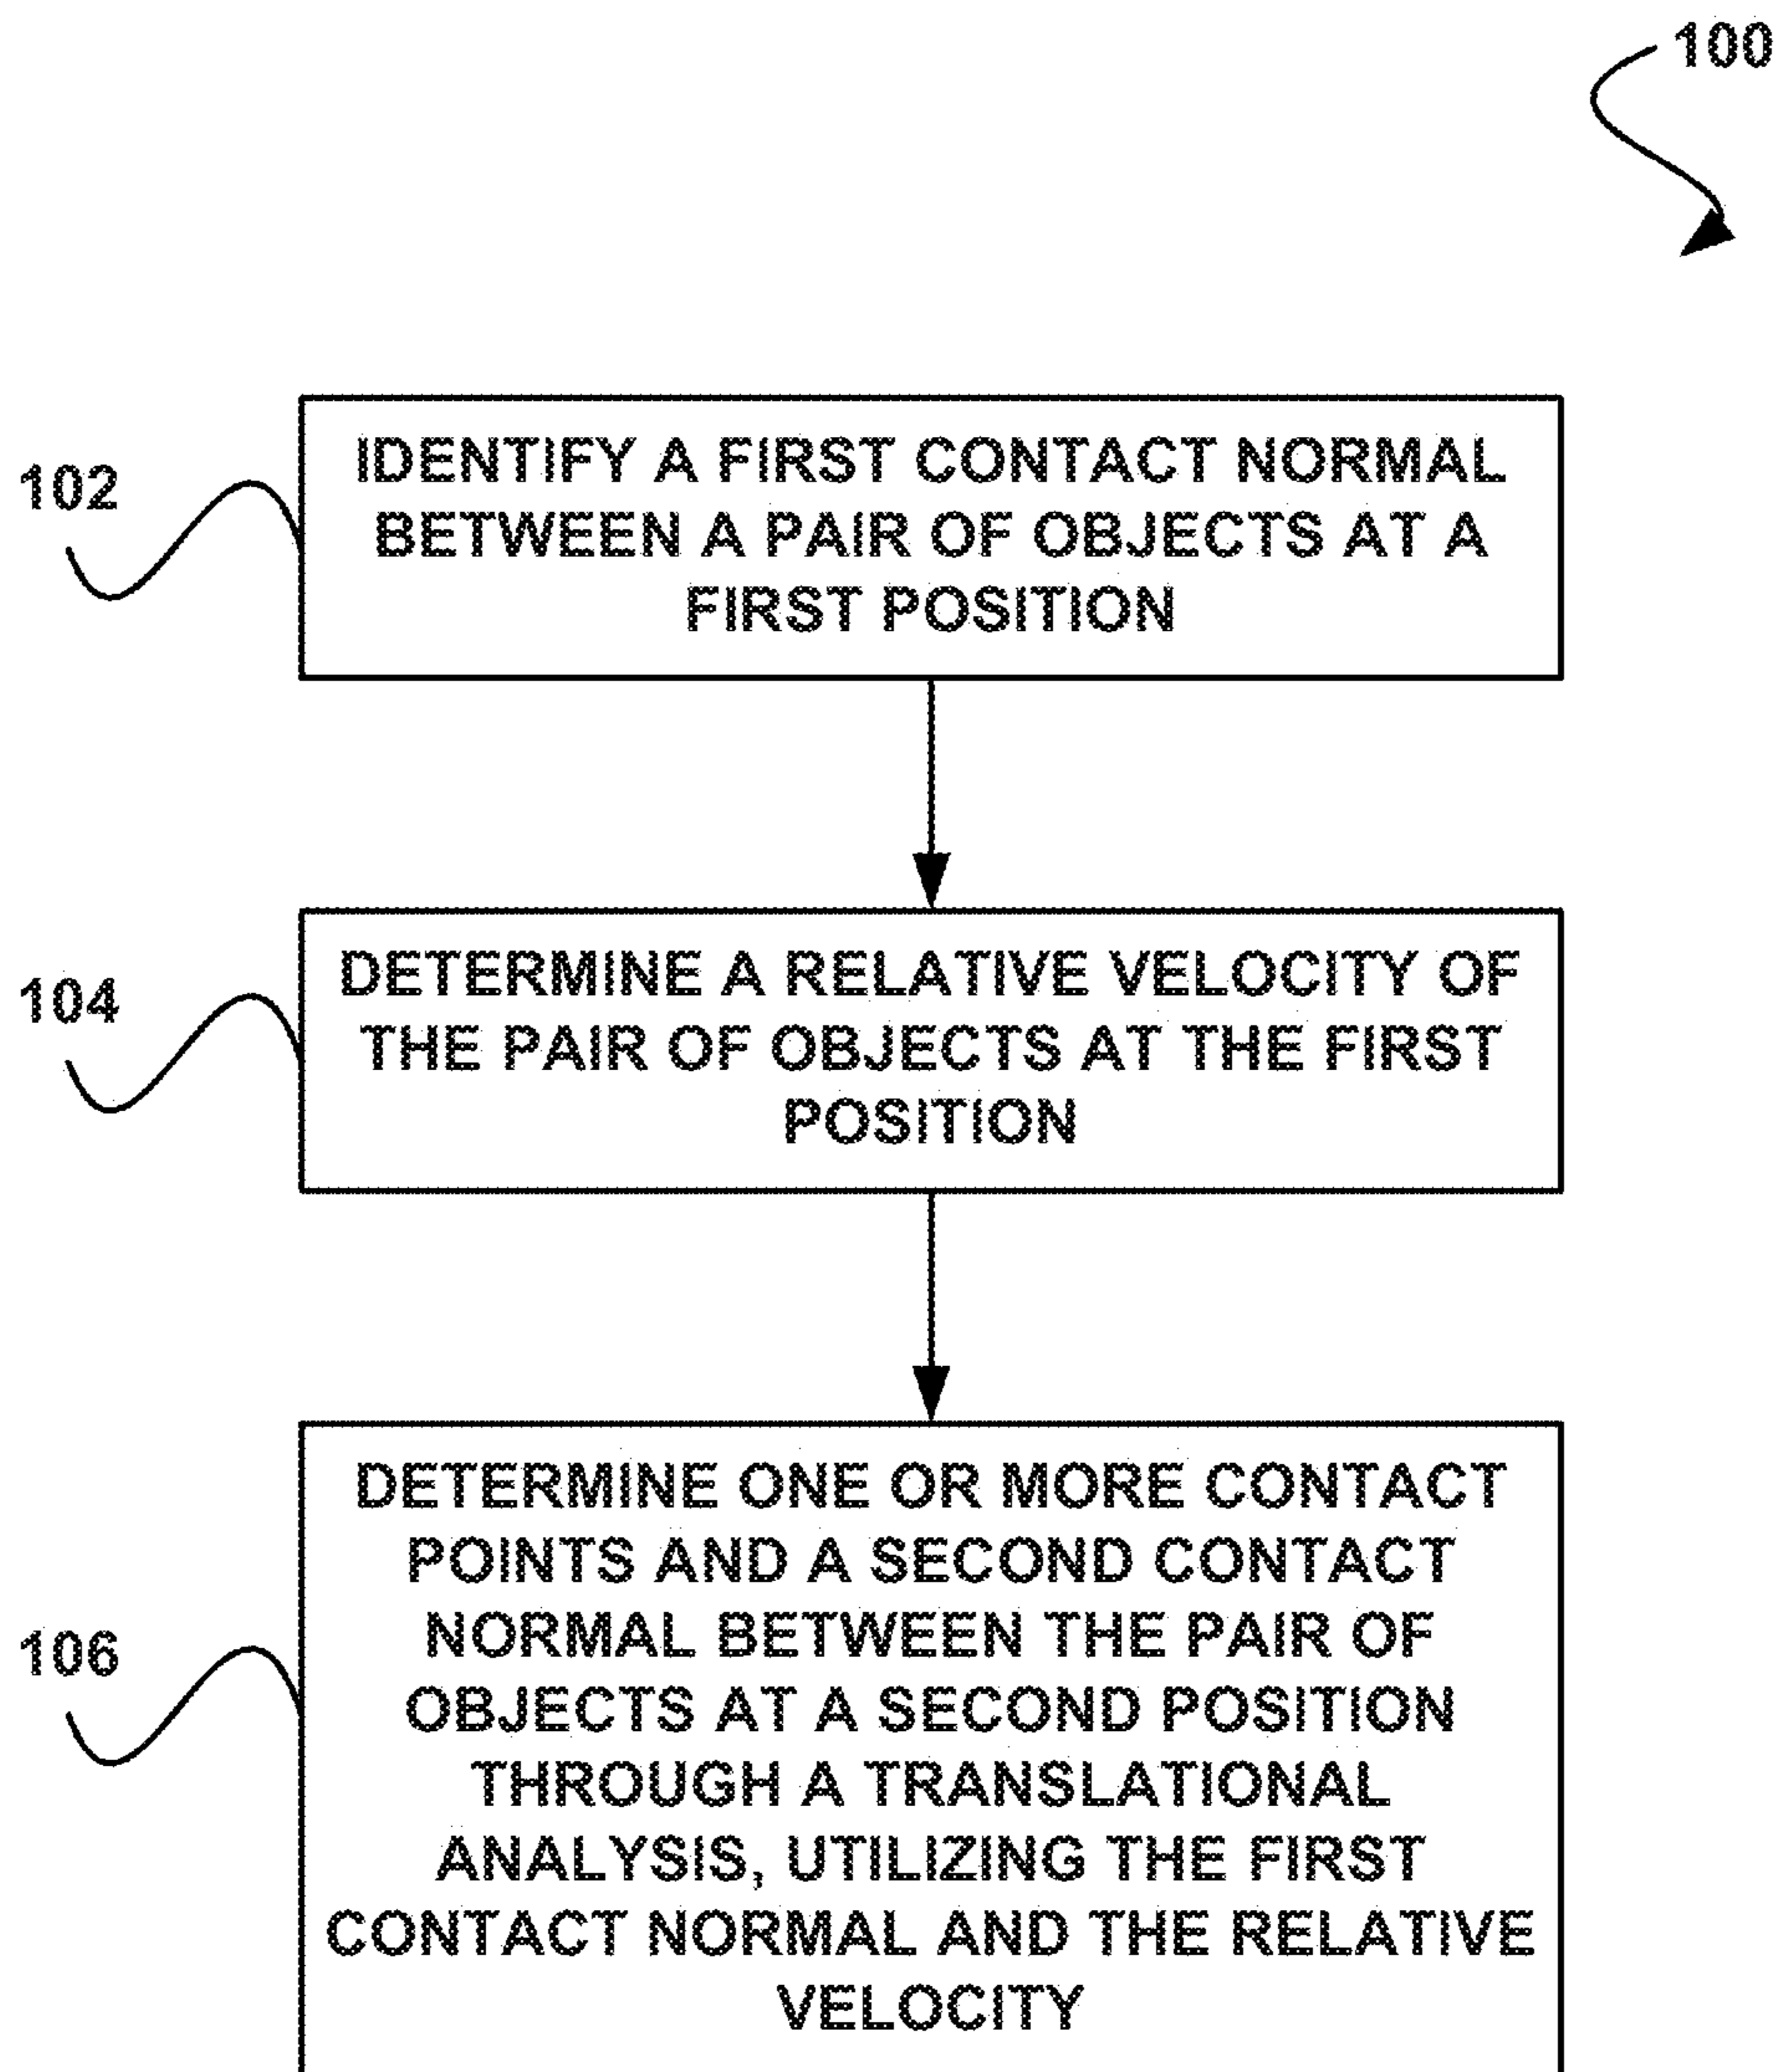 100
102
IDENTIFY A FIRST CONTACT NORMAL
BETWEEN A PAIR OF OBJECTS AT A
FIRST POSITION
104
DETERMINE A RELATIVE VELOCITY OF
THE PAIR OF OBJECTS AT THE FIRST
POSITION
106
DETERMINE ONE OR MORE CONTACT
POINTS AND A SECOND CONTACT
NORMAL BETWEEN THE PAIR OF
OBJECTS AT A SECOND POSITION
THROUGH A TRANSLATIONAL
ANALYSIS, UTILIZING THE FIRST
CONTACT NORMAL AND THE RELATIVE
VELOCITY